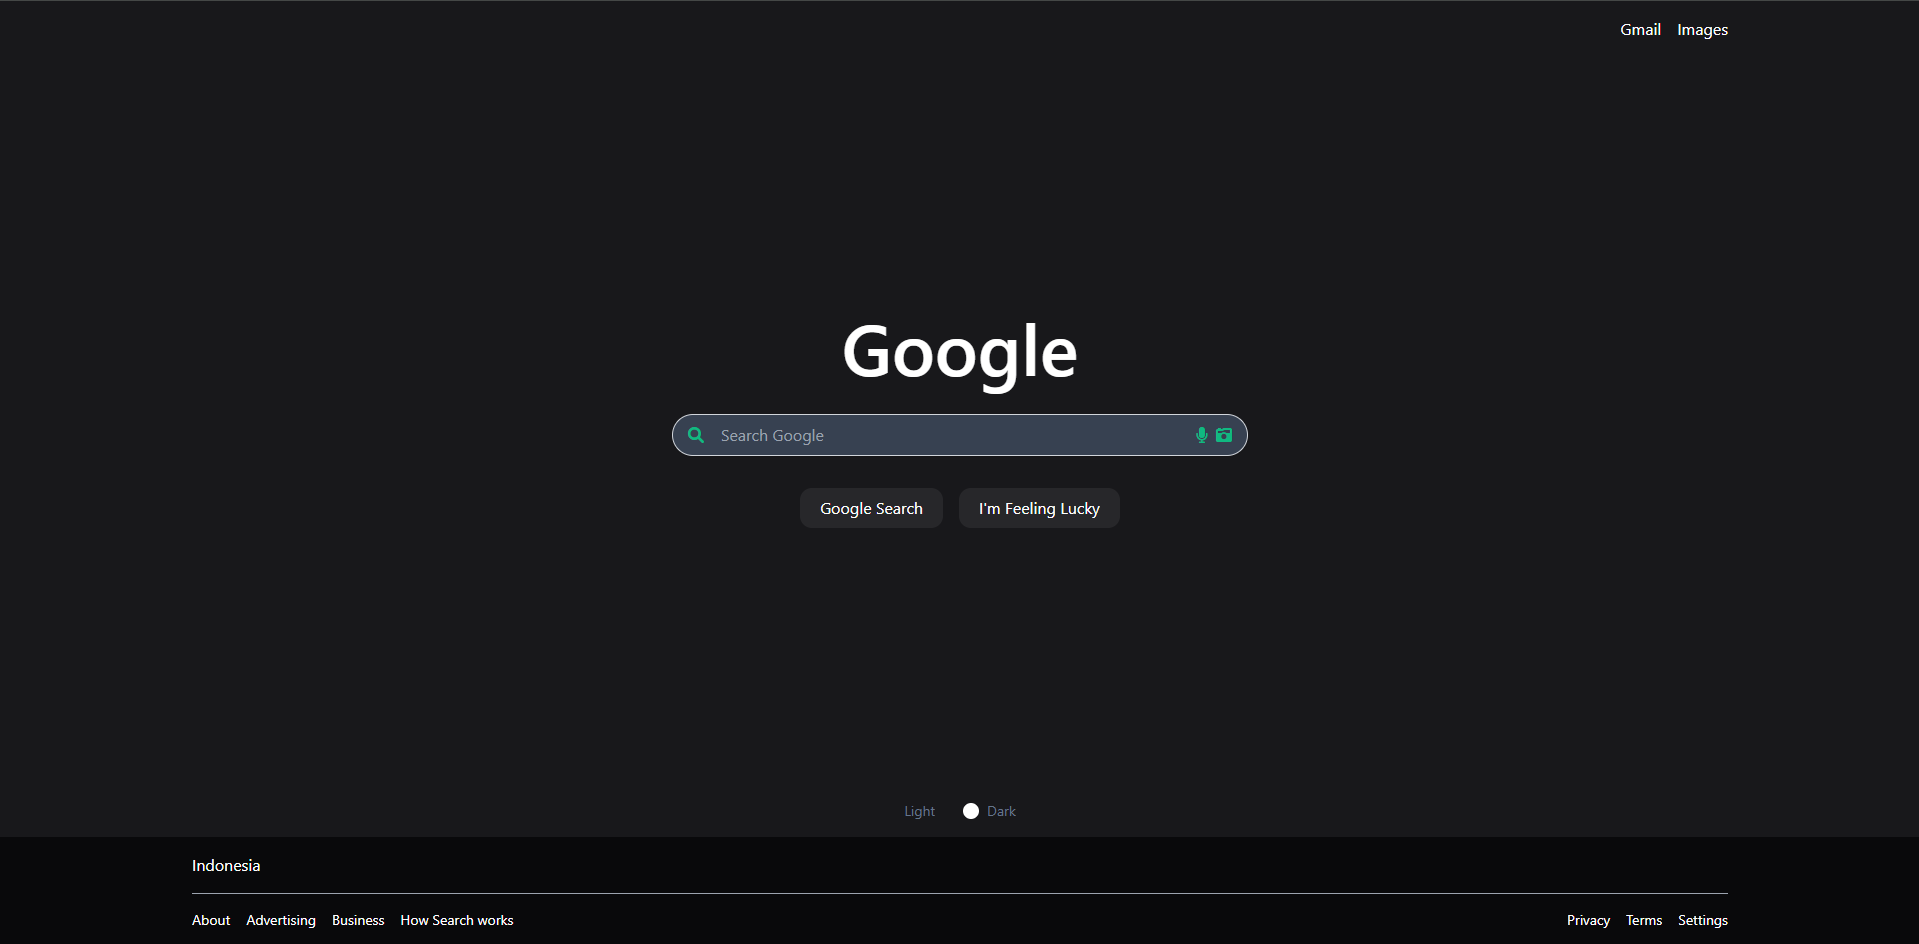 Gmail Images
Google
Search Google
Google Search I'm Feeling Lucky
Light Dark
Indonesia
About Advertising Business How Search works Privacy Terms Settings